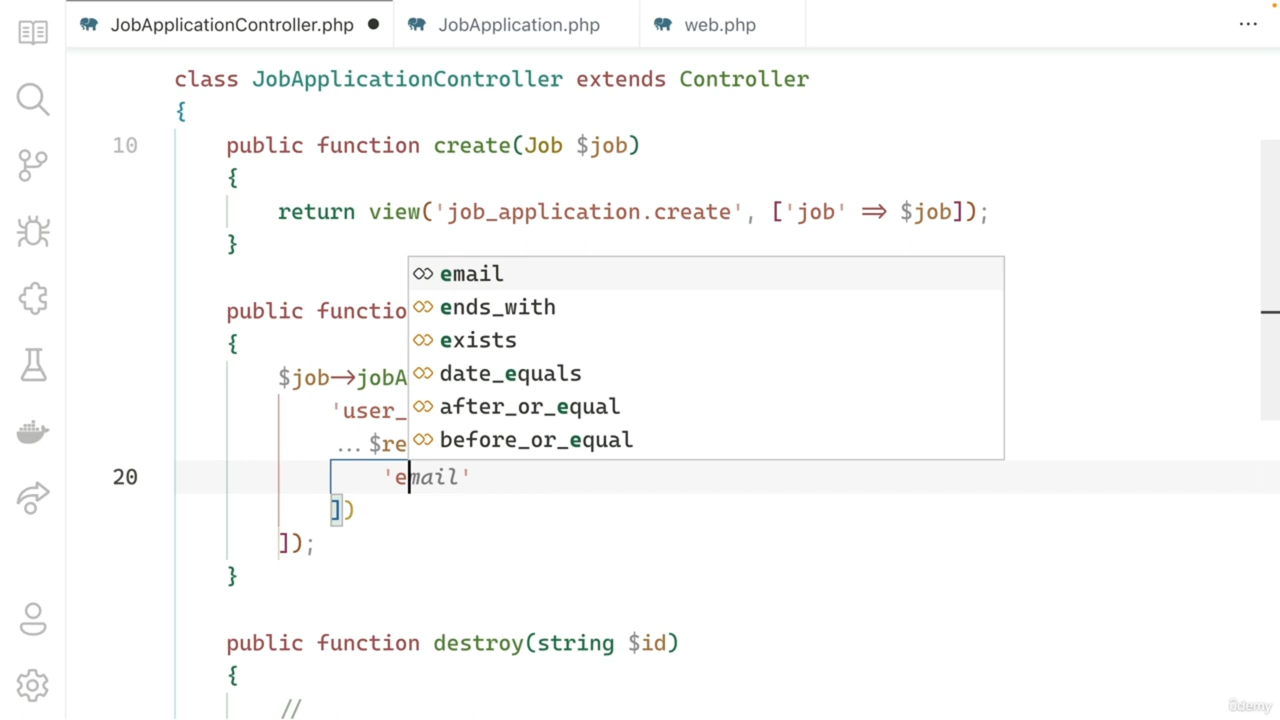 JobApplicationController.php
JobApplication.php
web.php
class JobApplicationController extends Controller
{
10 public function create(Job $job)
{
return view('job_application.create', ['job' => $job]);
}
public functio
{
$job->jobA
'user_
...$re
20 'email'
])
]);
}
public function destroy(string $id)
{
//
email
ends_with
exists
date_equals
after_or_equal
before_or_equal
ûdemy